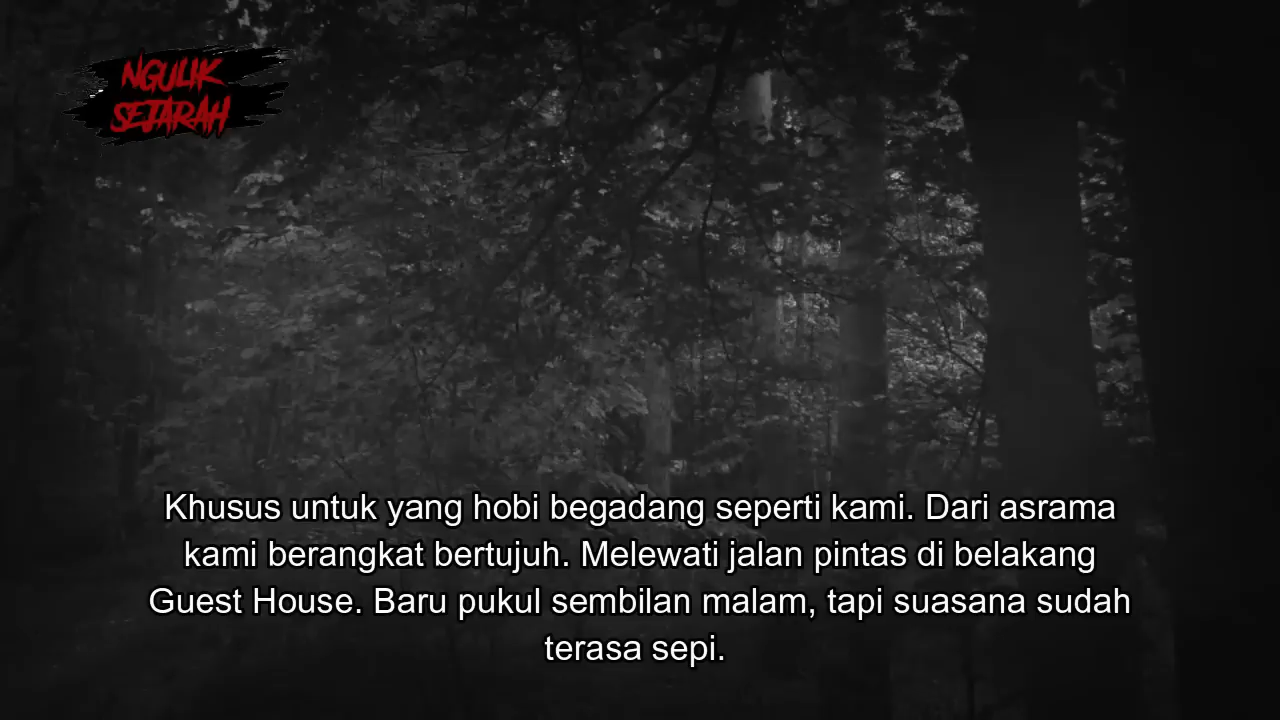 NGULIK
SEJARAH
Khusus untuk yang hobi begadang seperti kami. Dari asrama
kami berangkat bertujuh. Melewati jalan pintas di belakang
Guest House. Baru pukul sembilan malam, tapi suasana sudah
terasa sepi.